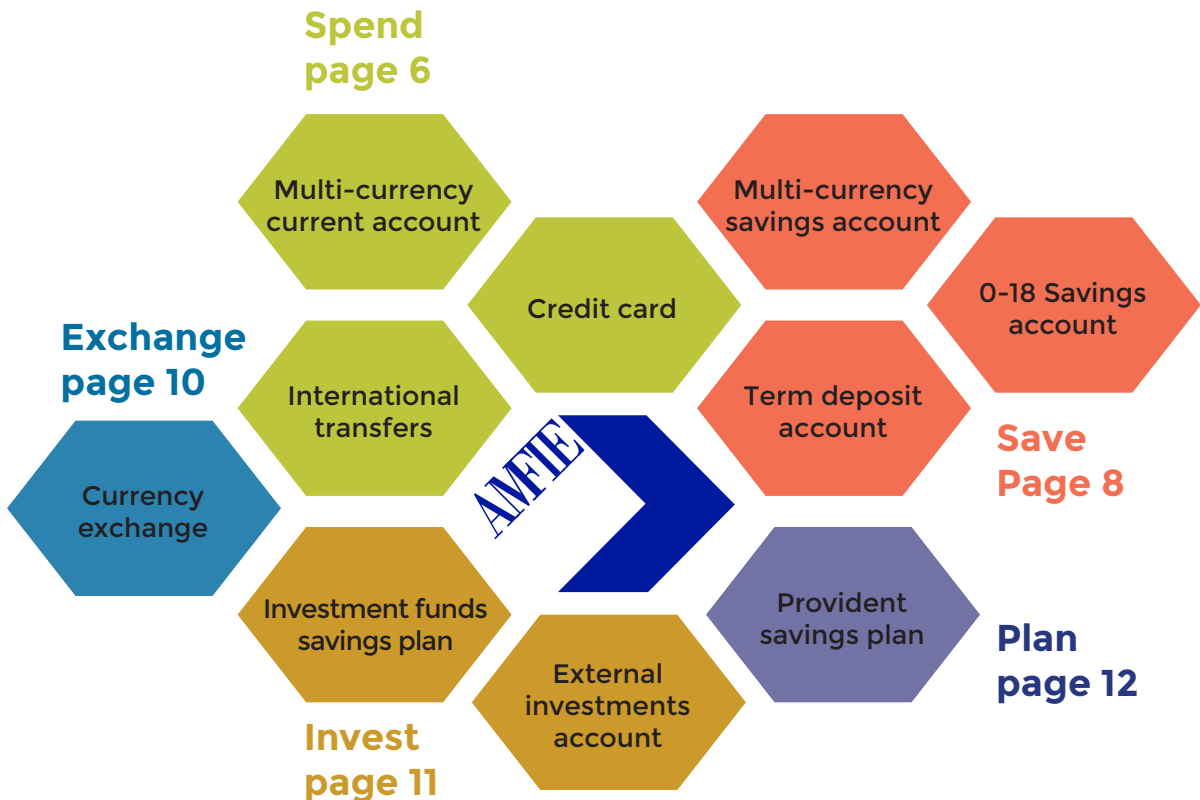 Spend
page 6
Multi-currency
current account
Multi-currency
savings account
Credit card
0-18 Savings
account
Exchange
page 10
International
transfers
Term deposit
account
AMFIE
Save
Page 8
Currency
exchange
Investment funds
savings plan
Provident
savings plan
Plan
page 12
External
investments
account
Invest
page 11